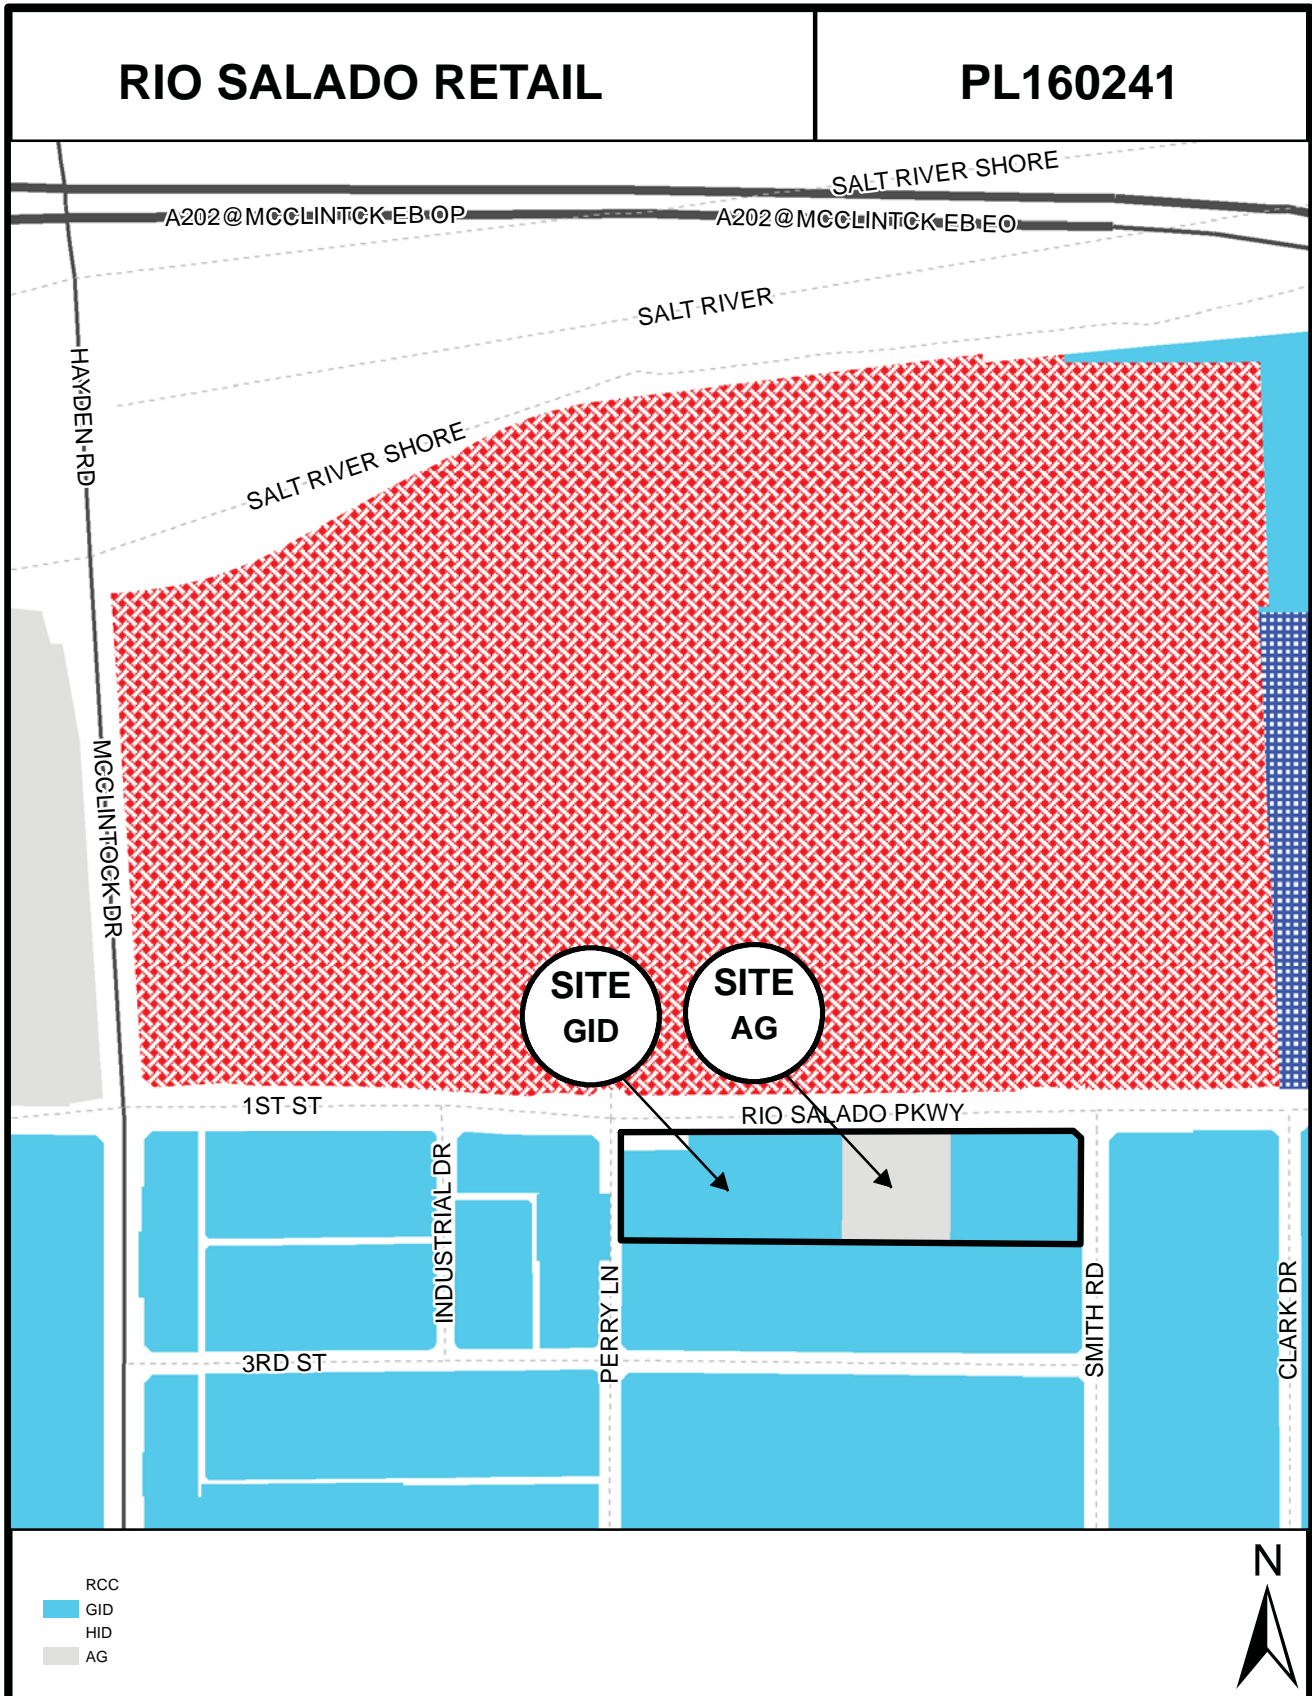 RIO SALADO RETAIL
PL160241
SALT RIVER SHORE
A202@MCCLINTCK EB OP
A202@MCCLINTCK EB EO
SALT RIVER
HAYDEN RD
SALT RIVER SHORE
MCCLINTOCK DR
SITE
GID
SITE
AG
1ST ST
RIO SALADO PKWY
INDUSTRIAL DR
PERRY LN
SMITH RD
CLARK DR
3RD ST
RCC
GID
HID
AG
N